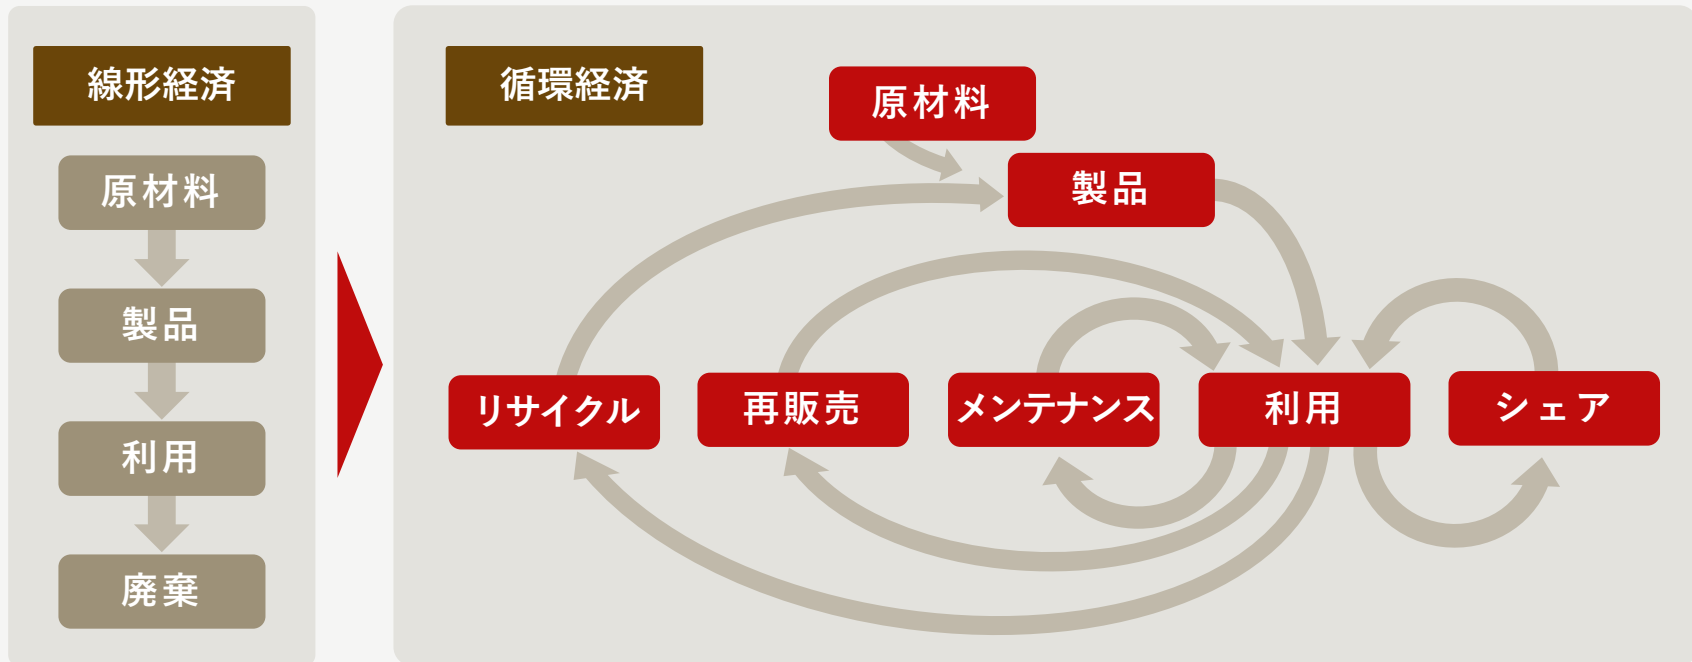 線形経済
原材料
製品
利用
廃棄
循環経済
原材料
製品
リサイクル
再販売
メンテナンス
利用
シェア